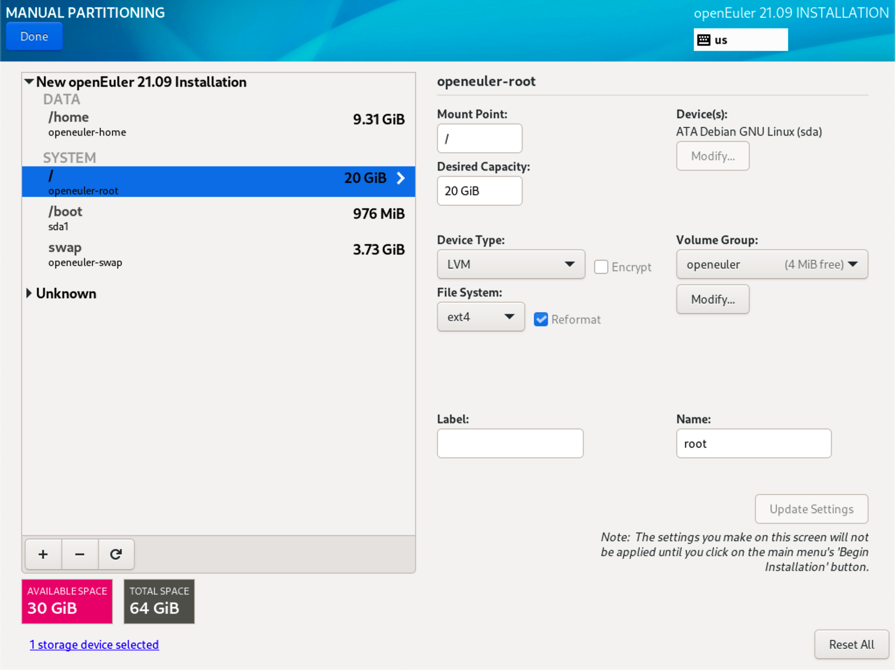 MANUAL PARTITIONING
openEuler 21.09 INSTALLATION
Done
us
New openEuler 21.09 Installation
DATA
/home
9.31 GiB
openeuler-home
SYSTEM
/
20 GiB
openeuler-root
/boot
976 MiB
sda1
swap
3.73 GiB
openeuler-swap
Unknown
+
−
AVAILABLE SPACE
30 GiB
TOTAL SPACE
64 GiB
1 storage device selected
openeuler-root
Mount Point:
/
Desired Capacity:
20 GiB
Device(s):
ATA Debian GNU Linux (sda)
Modify...
Device Type:
LVM
Encrypt
Volume Group:
openeuler (4 MiB free)
Modify...
File System:
ext4
Reformat
Label:
Name:
root
Update Settings
Note: The settings you make on this screen will not
be applied until you click on the main menu's 'Begin
Installation' button.
Reset All